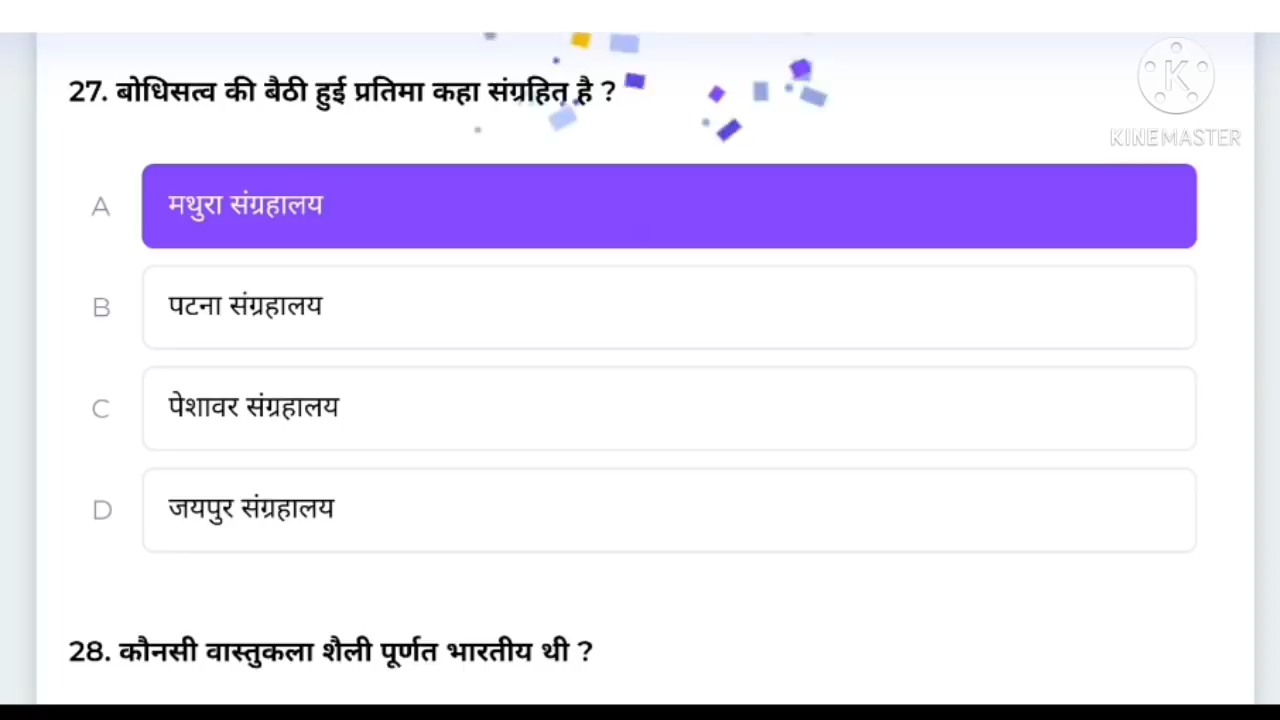 27. बोधिसत्व की बैठी हुई प्रतिमा कहा संग्रहित है ?
K
KINEMASTER
A मथुरा संग्रहालय
B पटना संग्रहालय
C पेशावर संग्रहालय
D जयपुर संग्रहालय
28. कौनसी वास्तुकला शैली पूर्णत भारतीय थी ?